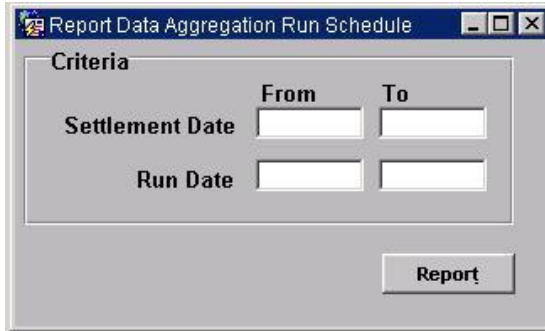 Report Data Aggregation Run Schedule
Criteria
From To
Settlement Date
Run Date
Report